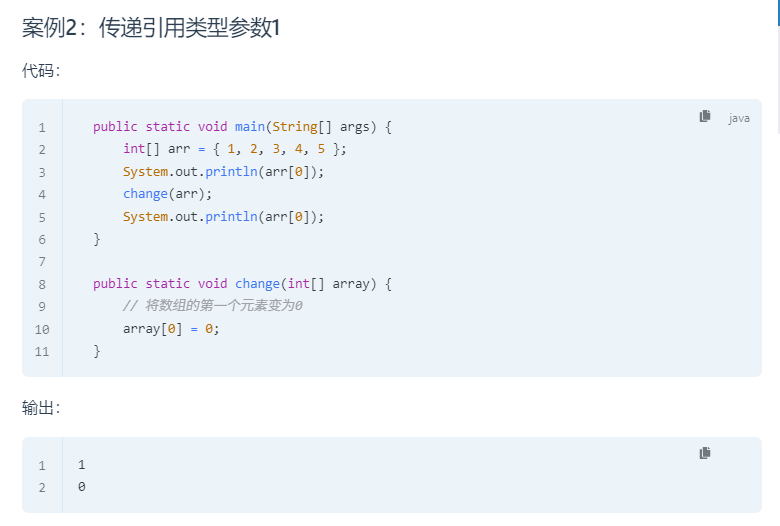 案例2：传递引用类型参数1
代码：
java
1 public static void main(String[] args) {
2 int[] arr = { 1, 2, 3, 4, 5 };
3 System.out.println(arr[0]);
4 change(arr);
5 System.out.println(arr[0]);
6 }
7
8 public static void change(int[] array) {
9 // 将数组的第一个元素变为0
10 array[0] = 0;
11 }
输出：
1 1
2 0